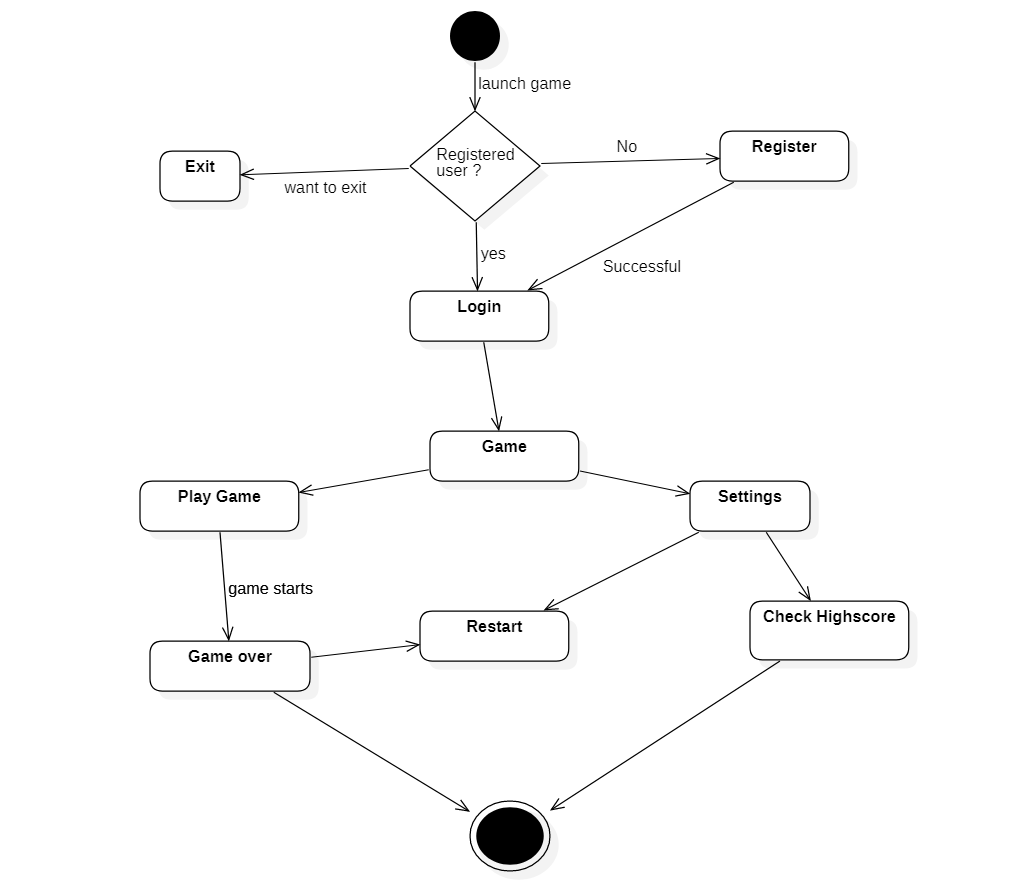 launch game
Registered
user ?
No
Register
Exit
want to exit
yes
Successful
Login
Game
Play Game
Settings
game starts
Restart
Check Highscore
Game over